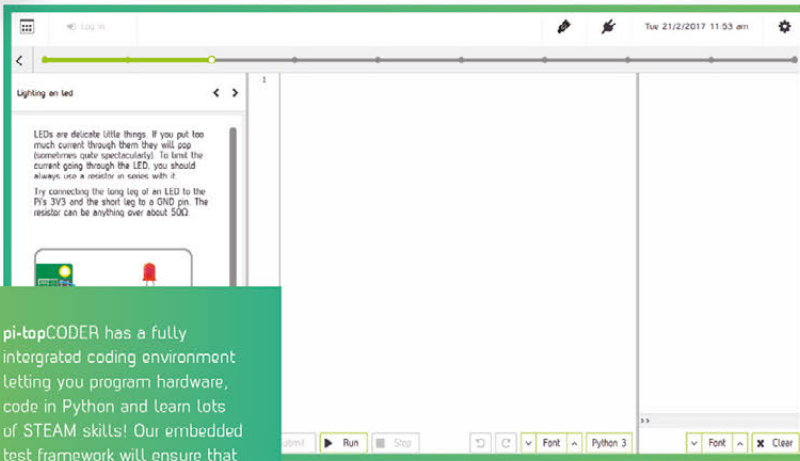 Log in
Tue 21/2/2017 11:53 am
Lighting an led
1
LEDs are delicate little things. If you put too
much current through them they will pop
(sometimes quite spectacularly). To limit the
current going through the LED, you should
always use a resistor in series with it.
Try connecting the long leg of an LED to the
Pi's 3V3 and the short leg to a GND pin. The
resistor can be anything over about 50Ω.
pi-topCODER has a fully
intergrated coding environment
letting you program hardware,
code in Python and learn lots
of STEAM skills! Our embedded
test framework will ensure that
>>
Run
Stop
Font
Python 3
Font
Clear